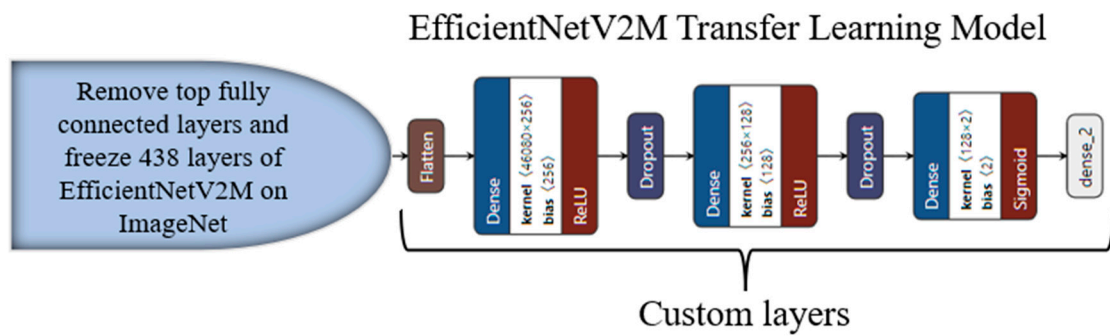 EfficientNetV2M Transfer Learning Model
Remove top fully
connected layers and
freeze 438 layers of
EfficientNetV2M on
ImageNet
Flatten
Dense
kernel ⟨46080×256⟩
bias ⟨256⟩
ReLU
Dropout
Dense
kernel ⟨256×128⟩
bias ⟨128⟩
ReLU
Dropout
Dense
kernel ⟨128×2⟩
bias ⟨2⟩
Sigmoid
dense_2
Custom layers